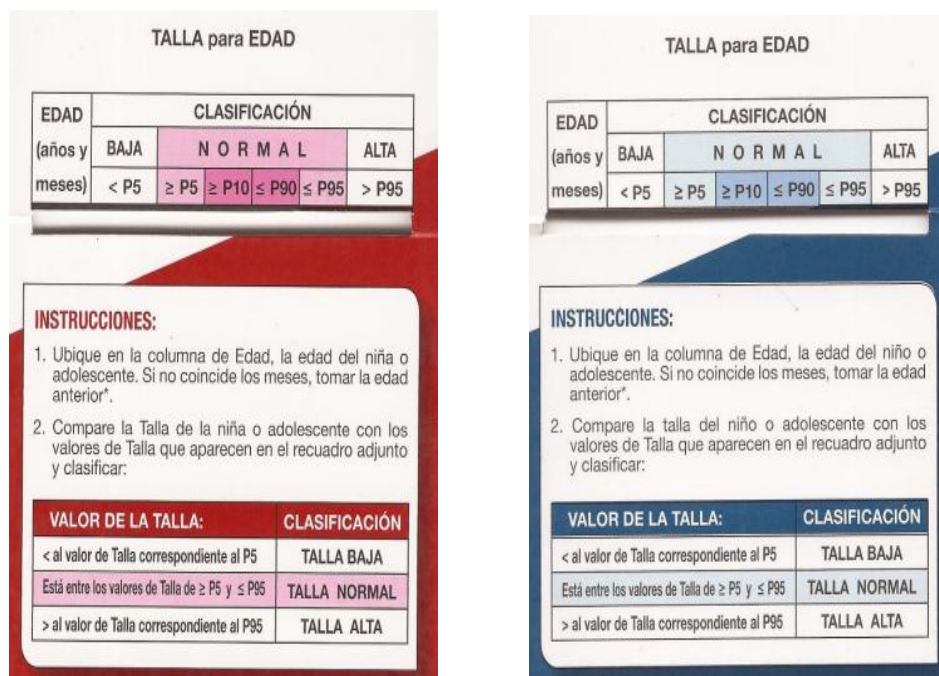 TALLA para EDAD
EDAD
(años y
meses)
CLASIFICACIÓN
BAJA
NORMAL
ALTA
< P5
≥ P5
≥ P10
≤ P90
≤ P95
> P95
INSTRUCCIONES:
1. Ubique en la columna de Edad, la edad del niña o
adolescente. Si no coincide los meses, tomar la edad
anterior*.
2. Compare la Talla de la niña o adolescente con los
valores de Talla que aparecen en el recuadro adjunto
y clasificar:
VALOR DE LA TALLA:
CLASIFICACIÓN
< al valor de Talla correspondiente al P5
TALLA BAJA
Está entre los valores de Talla de ≥ P5 y ≤ P95
TALLA NORMAL
> al valor de Talla correspondiente al P95
TALLA ALTA
TALLA para EDAD
EDAD
(años y
meses)
CLASIFICACIÓN
BAJA
NORMAL
ALTA
< P5
≥ P5
≥ P10
≤ P90
≤ P95
> P95
INSTRUCCIONES:
1. Ubique en la columna de Edad, la edad del niño o
adolescente. Si no coincide los meses, tomar la edad
anterior*.
2. Compare la talla del niño o adolescente con los
valores de Talla que aparecen en el recuadro adjunto
y clasificar:
VALOR DE LA TALLA:
CLASIFICACIÓN
< al valor de Talla correspondiente al P5
TALLA BAJA
Está entre los valores de Talla de ≥ P5 y ≤ P95
TALLA NORMAL
> al valor de Talla correspondiente al P95
TALLA ALTA